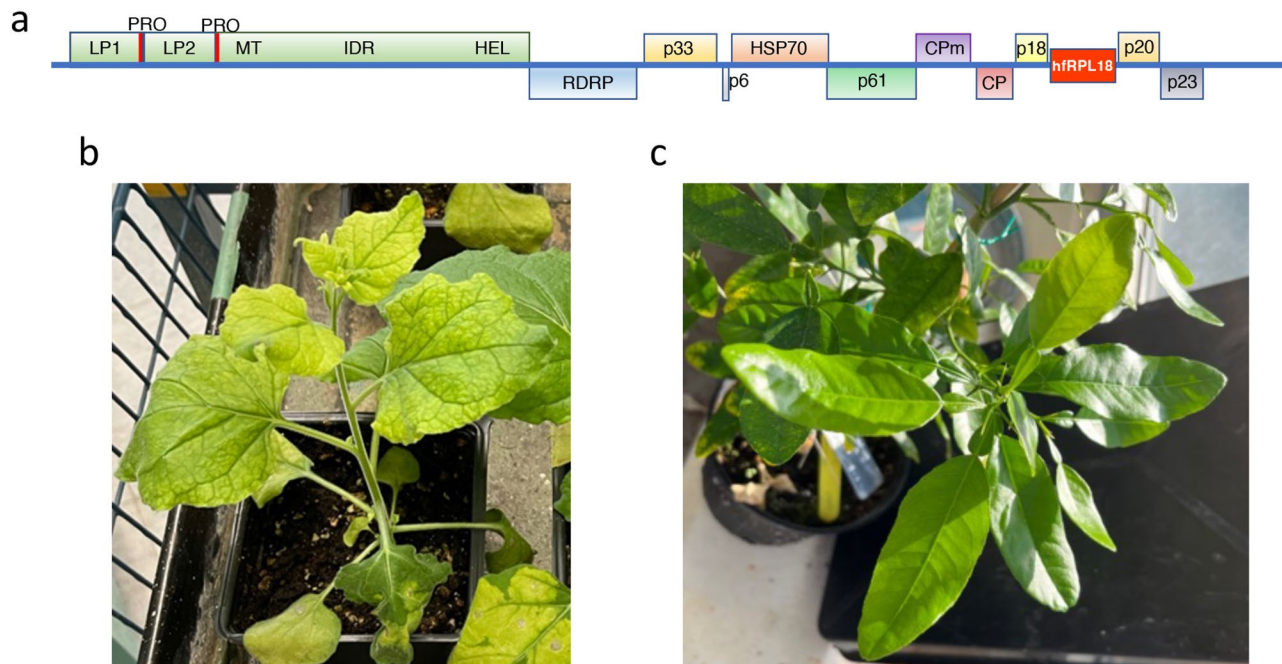 a
PRO PRO
LP1 LP2 MT IDR HEL p33 HSP70 CPm p18 hfRPL18 p20
RDRP p6 p61 CP p23
b c